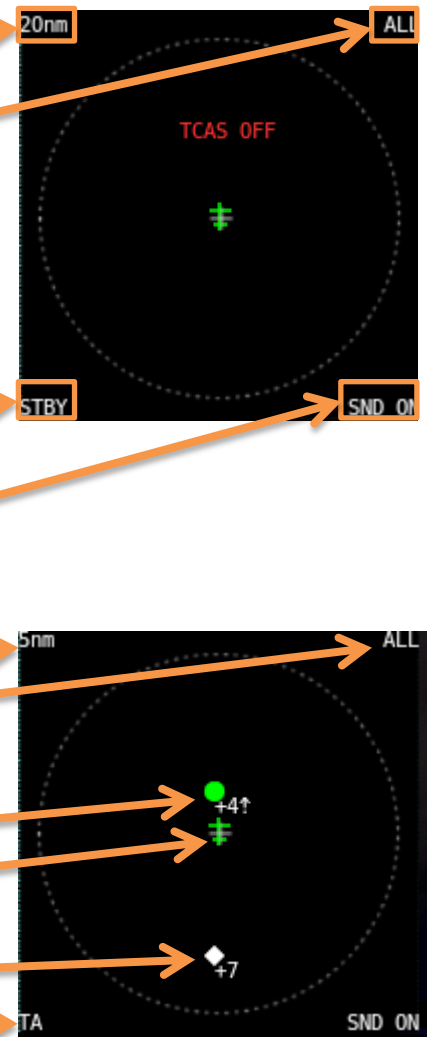 20nm ALL
TCAS OFF
STBY SND ON
5nm ALL
+4↑
+7
TA SND ON